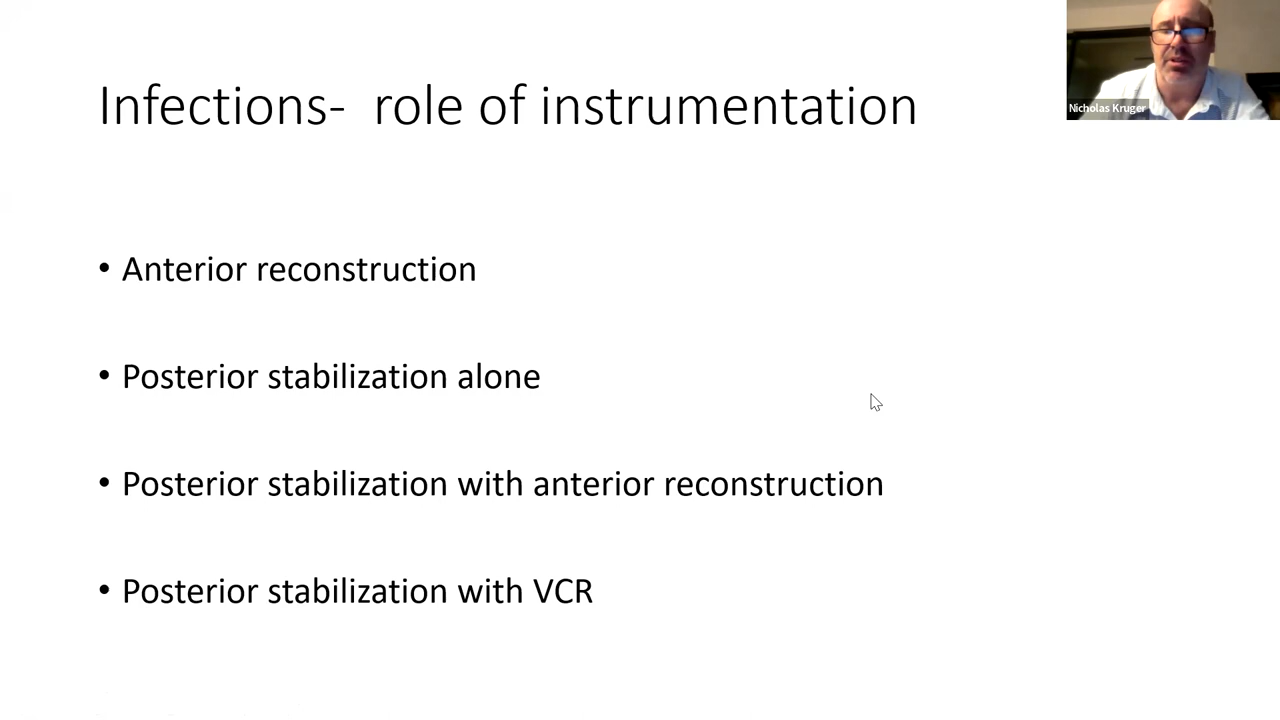 Infections-  role of instrumentation
Nicholas Kruger
• Anterior reconstruction
• Posterior stabilization alone
• Posterior stabilization with anterior reconstruction
• Posterior stabilization with VCR